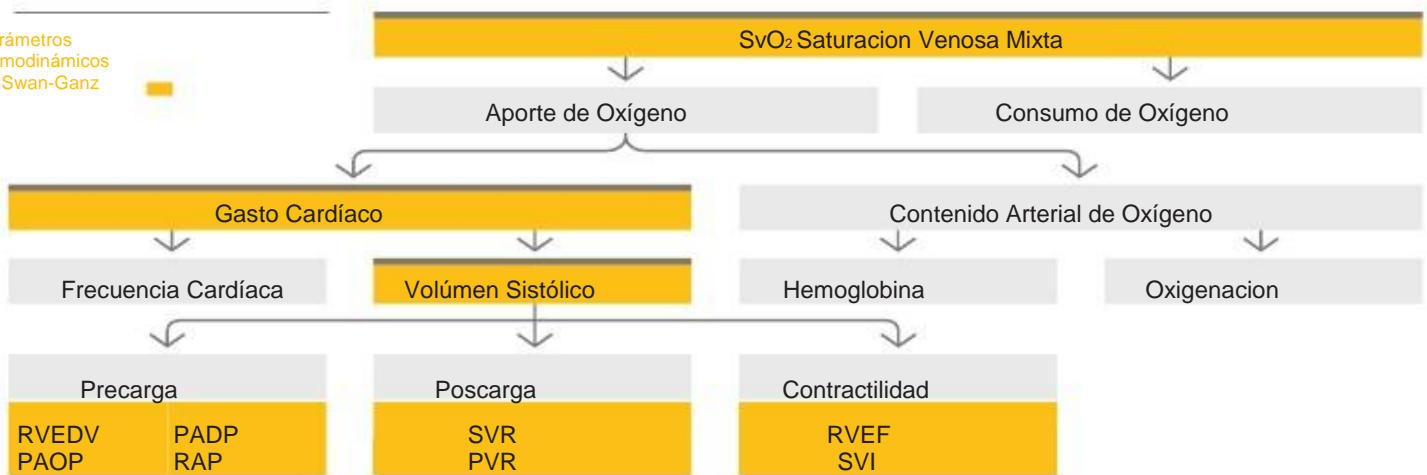 rámetros
modinámicos
Swan-Ganz
SvO₂ Saturacion Venosa Mixta
Aporte de Oxígeno
Consumo de Oxígeno
Gasto Cardíaco
Contenido Arterial de Oxígeno
Frecuencia Cardíaca
Volúmen Sistólico
Hemoglobina
Oxigenacion
Precarga
Poscarga
Contractilidad
RVEDV PADP
PAOP RAP
SVR
PVR
RVEF
SVI